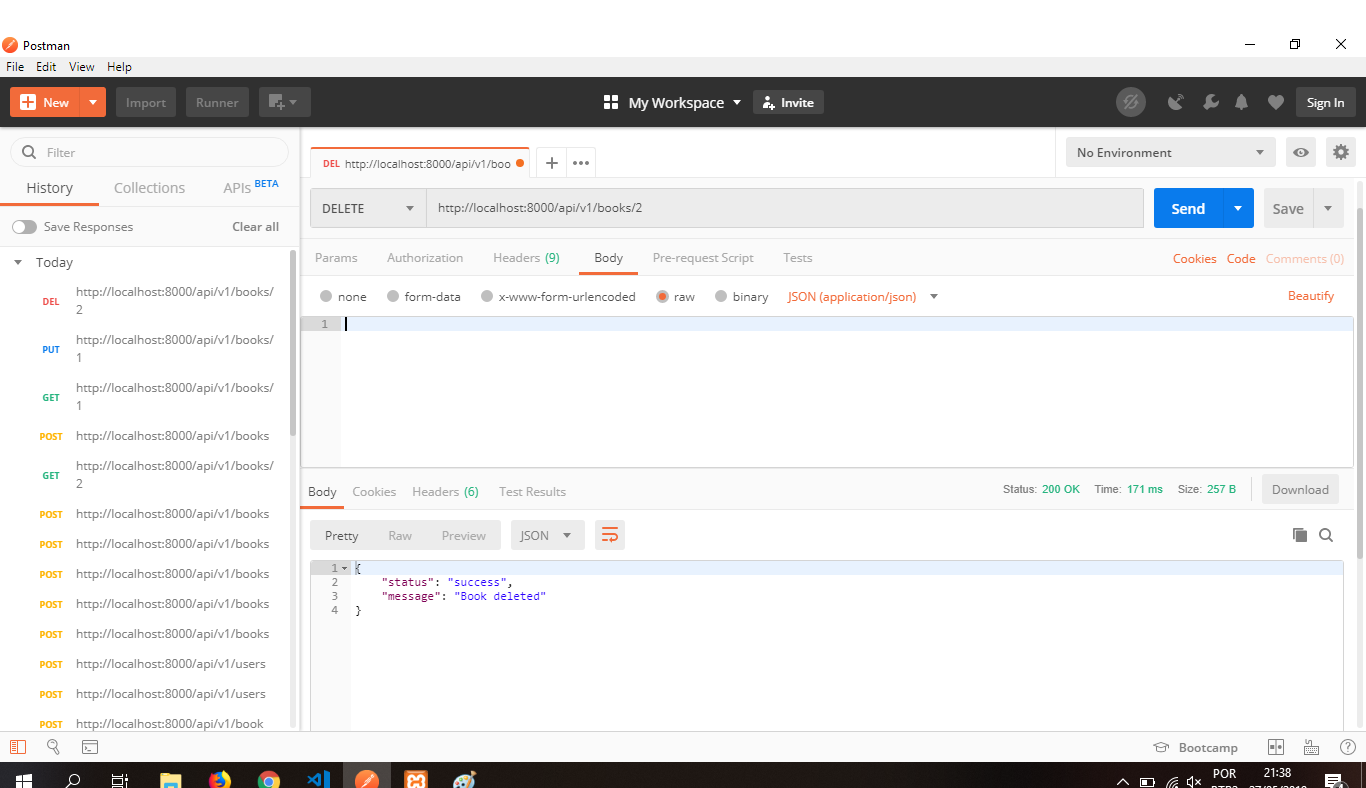 Postman
File Edit View Help
New Import Runner My Workspace Invite Sign In
Filter
History Collections APIs BETA
Save Responses Clear all
Today
DEL http://localhost:8000/api/v1/books/
2
PUT http://localhost:8000/api/v1/books/
1
GET http://localhost:8000/api/v1/books/
1
POST http://localhost:8000/api/v1/books
GET http://localhost:8000/api/v1/books/
2
POST http://localhost:8000/api/v1/books
POST http://localhost:8000/api/v1/books
POST http://localhost:8000/api/v1/books
POST http://localhost:8000/api/v1/books
POST http://localhost:8000/api/v1/books
POST http://localhost:8000/api/v1/users
POST http://localhost:8000/api/v1/users
POST http://localhost:8000/api/v1/book
DEL http://localhost:8000/api/v1/boo
No Environment
DELETE http://localhost:8000/api/v1/books/2 Send Save
Params Authorization Headers (9) Body Pre-request Script Tests Cookies Code Comments (0)
none form-data x-www-form-urlencoded raw binary JSON (application/json) Beautify
1
Body Cookies Headers (6) Test Results Status: 200 OK Time: 171 ms Size: 257 B Download
Pretty Raw Preview JSON
1 {
2 "status": "success",
3 "message": "Book deleted"
4 }
Bootcamp
POR 21:38